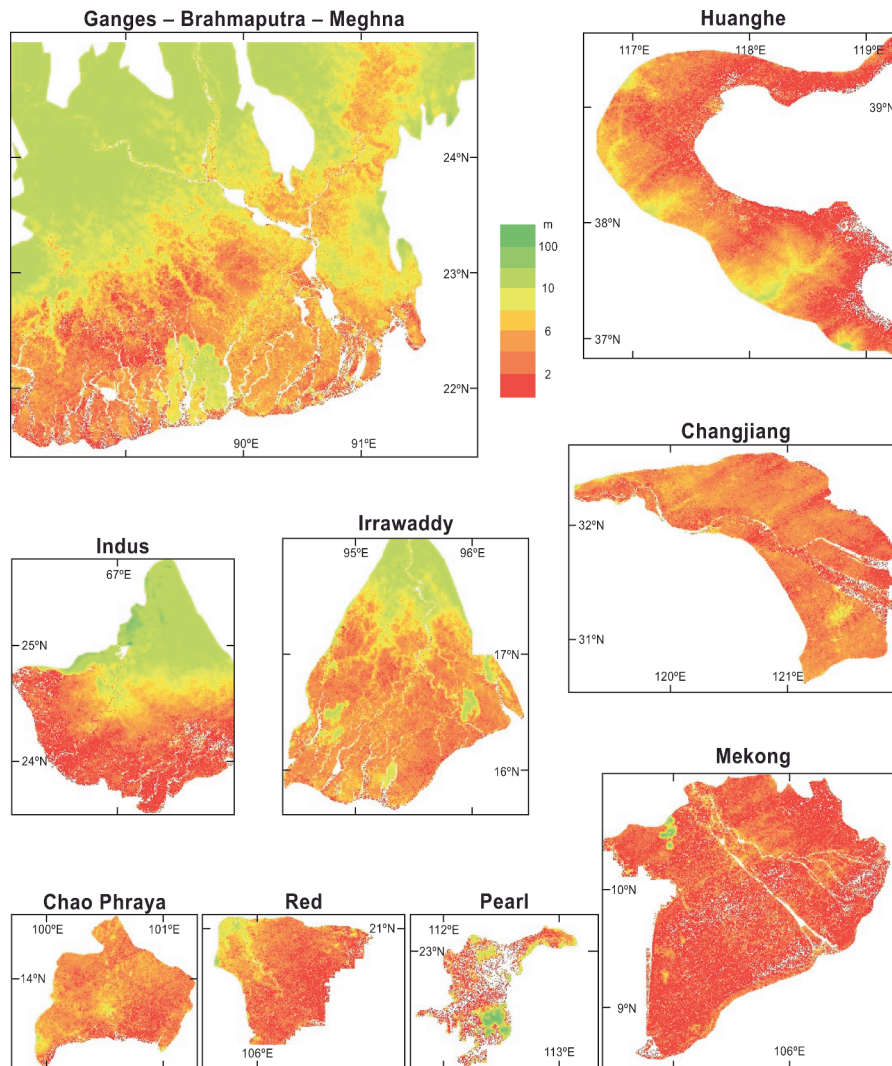 Ganges – Brahmaputra – Meghna
24ºN
23ºN
22ºN
90ºE
91ºE
m
100
10
6
2
Huanghe
117ºE
118ºE
119ºE
39ºN
38ºN
37ºN
Changjiang
32ºN
31ºN
120ºE
121ºE
Indus
67ºE
25ºN
24ºN
Irrawaddy
95ºE
96ºE
17ºN
16ºN
Mekong
10ºN
9ºN
106ºE
Chao Phraya
100ºE
101ºE
14ºN
Red
21ºN
106ºE
Pearl
112ºE
23ºN
113ºE